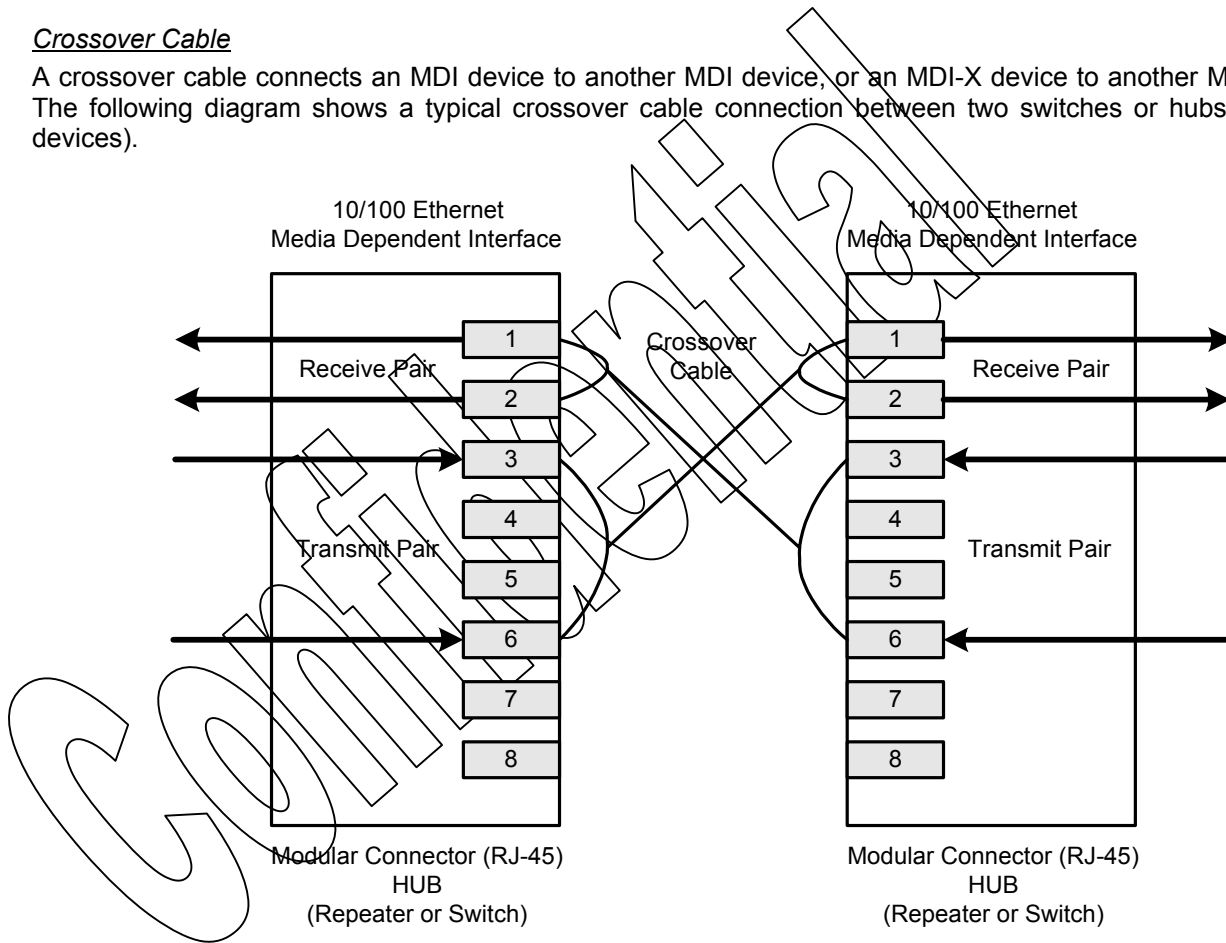 Crossover Cable
A crossover cable connects an MDI device to another MDI device, or an MDI-X device to another M
The following diagram shows a typical crossover cable connection between two switches or hubs
devices).
10/100 Ethernet
Media Dependent Interface
10/100 Ethernet
Media Dependent Interface
1
Receive Pair
2
3
4
Transmit Pair
5
6
7
8
Crossover
Cable
1
Receive Pair
2
3
4
Transmit Pair
5
6
7
8
Modular Connector (RJ-45)
HUB
(Repeater or Switch)
Modular Connector (RJ-45)
HUB
(Repeater or Switch)
Confidential